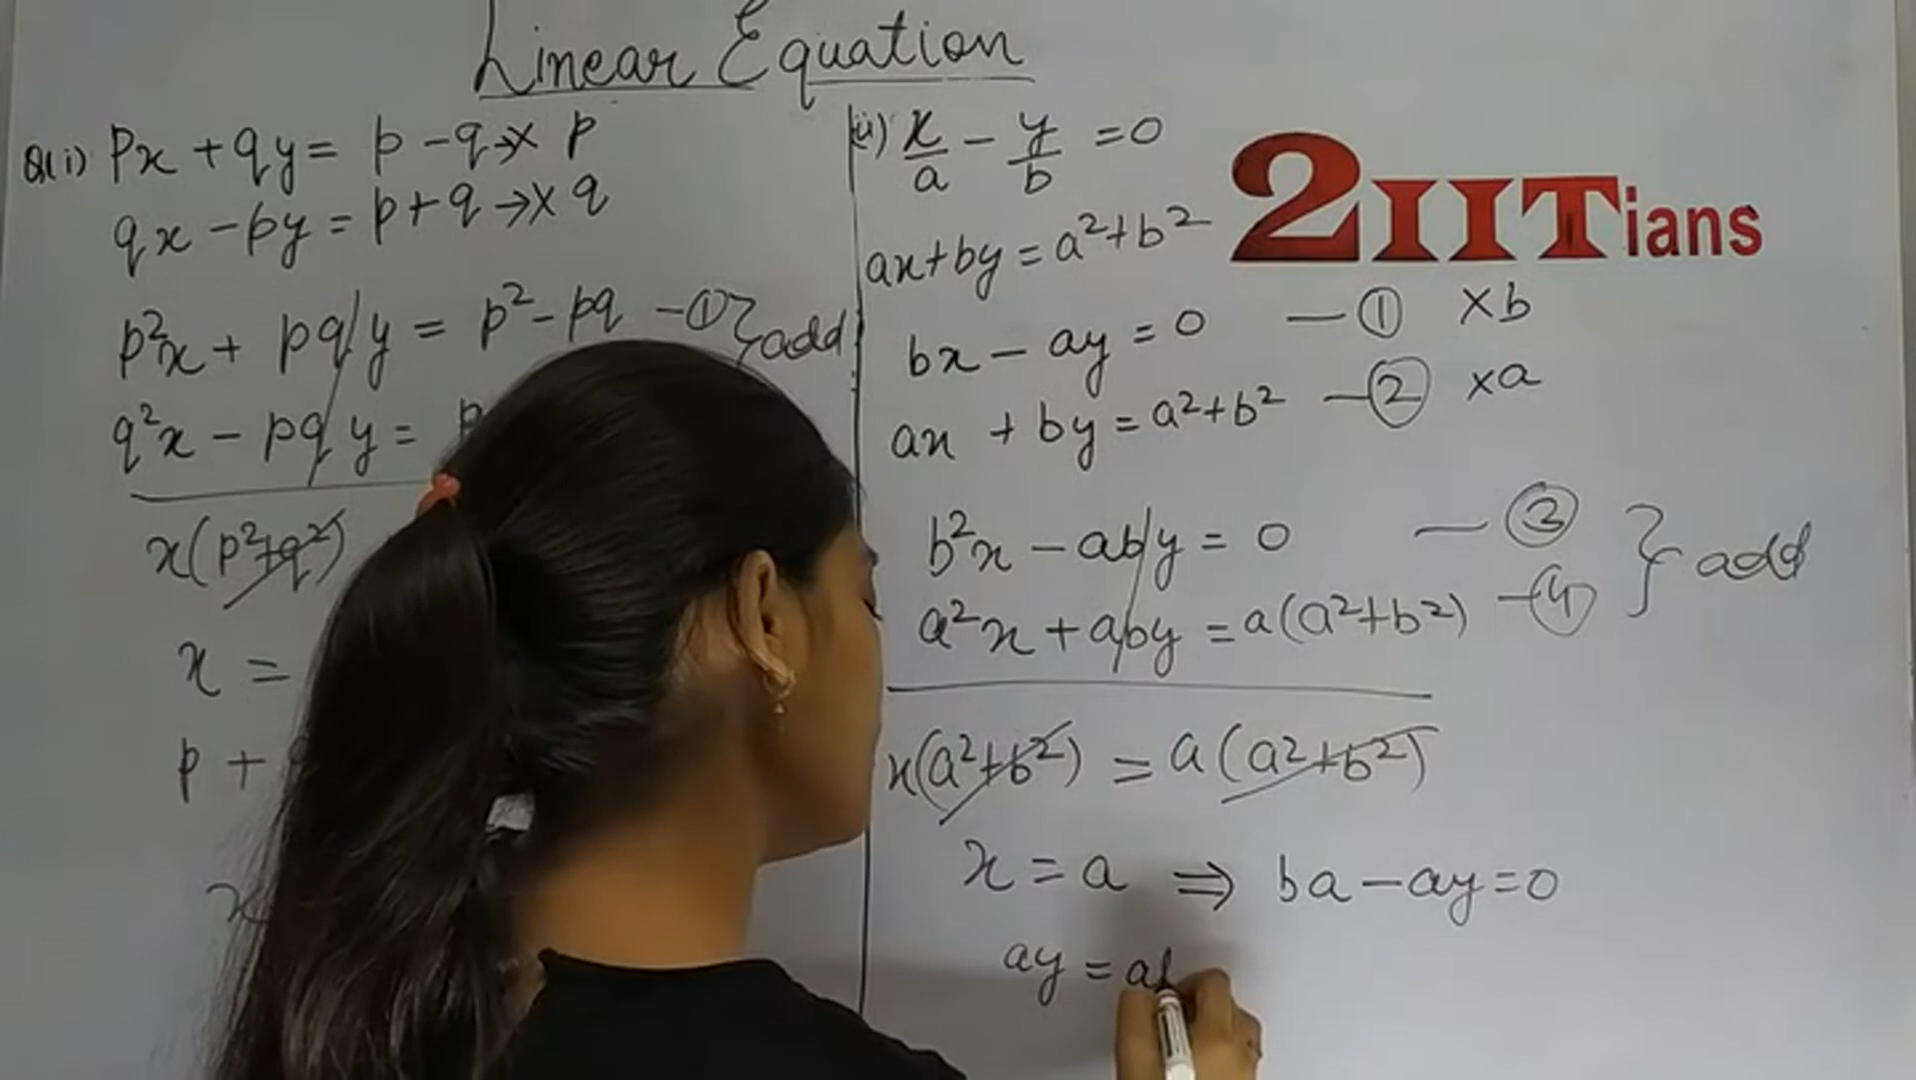 Linear Equation
Q(i) px + qy = p - q → × p
qx - py = p + q → × q
p²x + pqy = p² - pq - ① } add
q²x - pqy = p
x(p²+q²)
x =
p +
x
(ii) x/a - y/b = 0
ax+by = a²+b²
bx - ay = 0 — ① ×b
ax + by = a²+b² — ② ×a
b²x - aby = 0 — ③
a²x + aby = a(a²+b²) - ④ } add
x(a²+b²) = a(a²+b²)
x = a ⇒ ba - ay = 0
ay = ab
2IITians